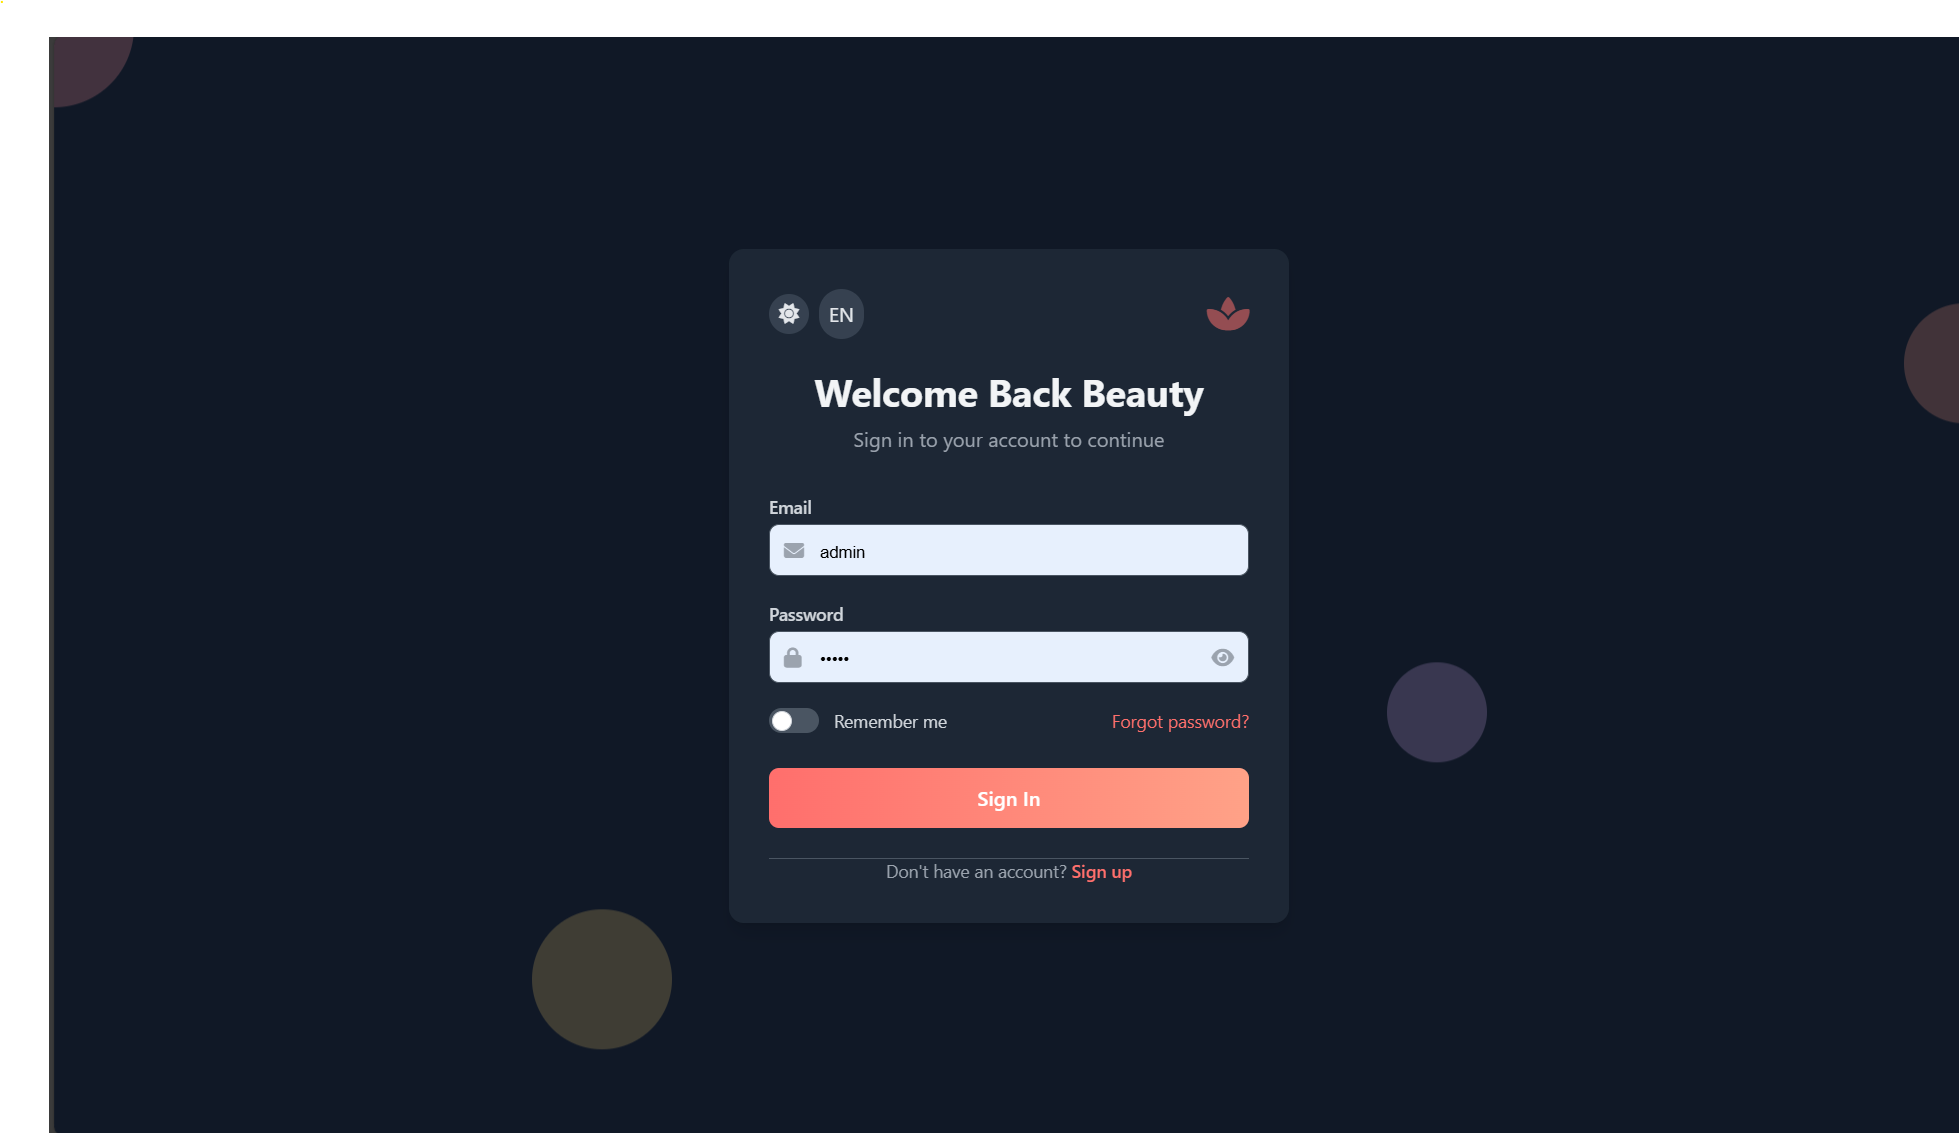 EN
Welcome Back Beauty
Sign in to your account to continue
Email
admin
Password
•••••
Remember me
Forgot password?
Sign In
Don't have an account? Sign up